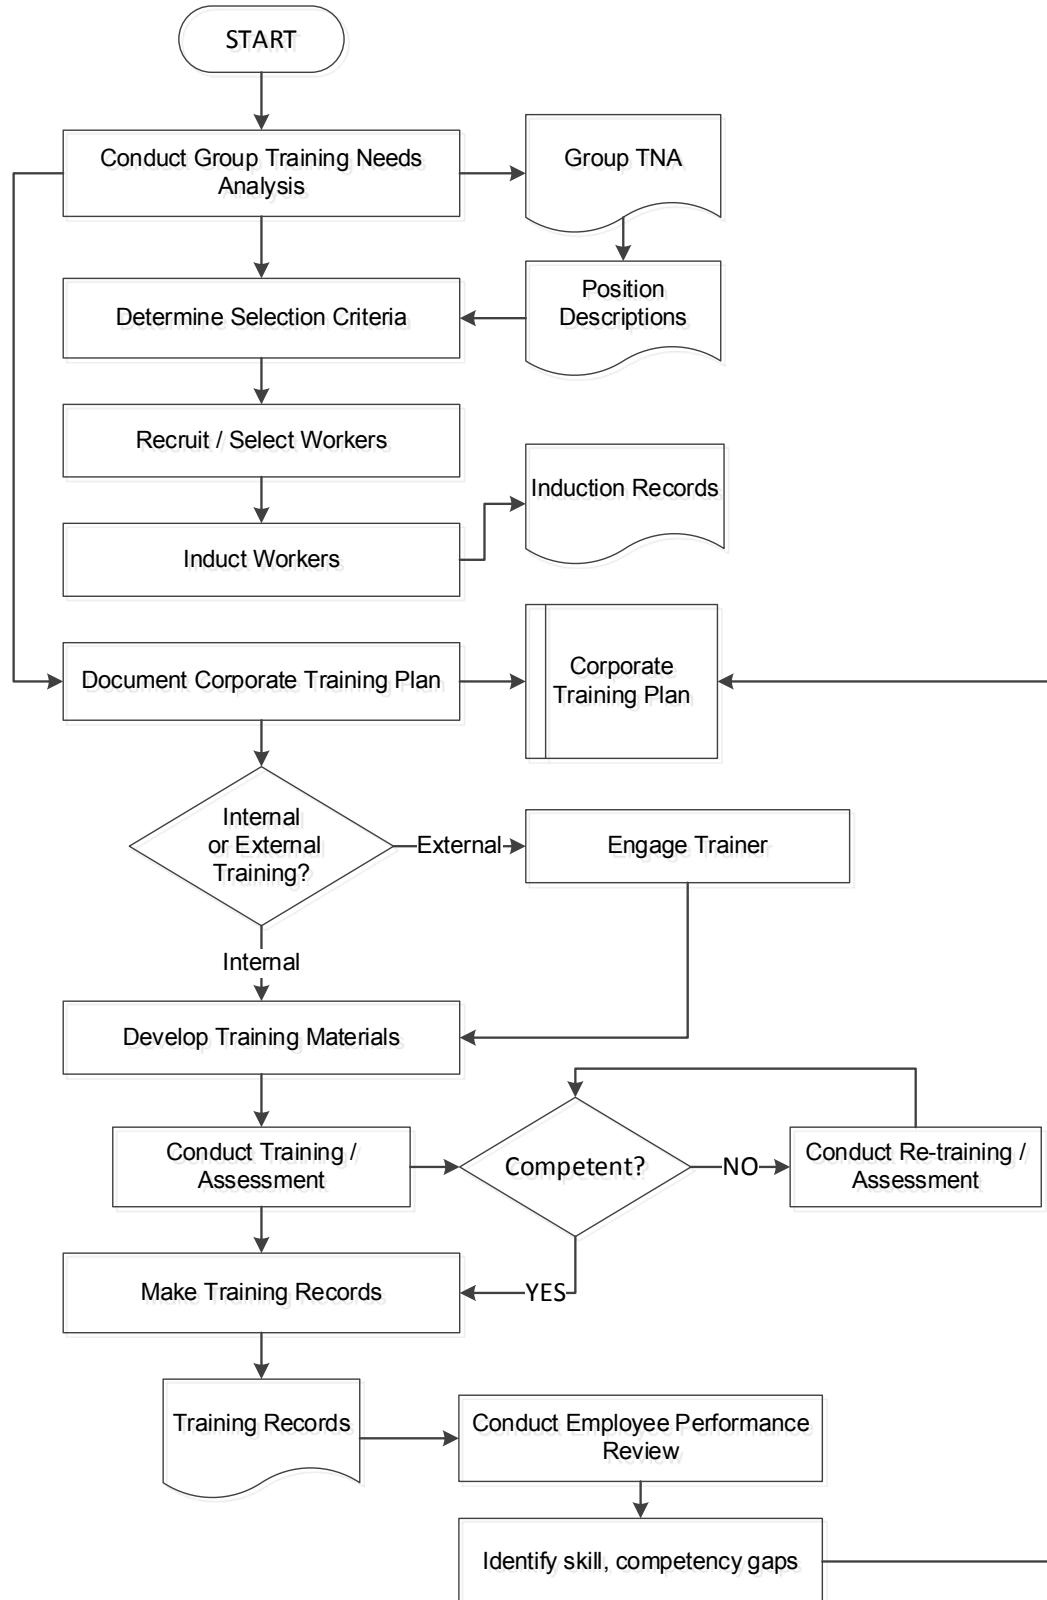 START
Conduct Group Training Needs
Analysis
Group TNA
Position
Descriptions
Determine Selection Criteria
Recruit / Select Workers
Induction Records
Induct Workers
Document Corporate Training Plan
Corporate
Training Plan
Internal
or External
Training?
External
Engage Trainer
Internal
Develop Training Materials
Conduct Training /
Assessment
Competent?
NO
Conduct Re-training /
Assessment
YES
Make Training Records
Training Records
Conduct Employee Performance
Review
Identify skill, competency gaps